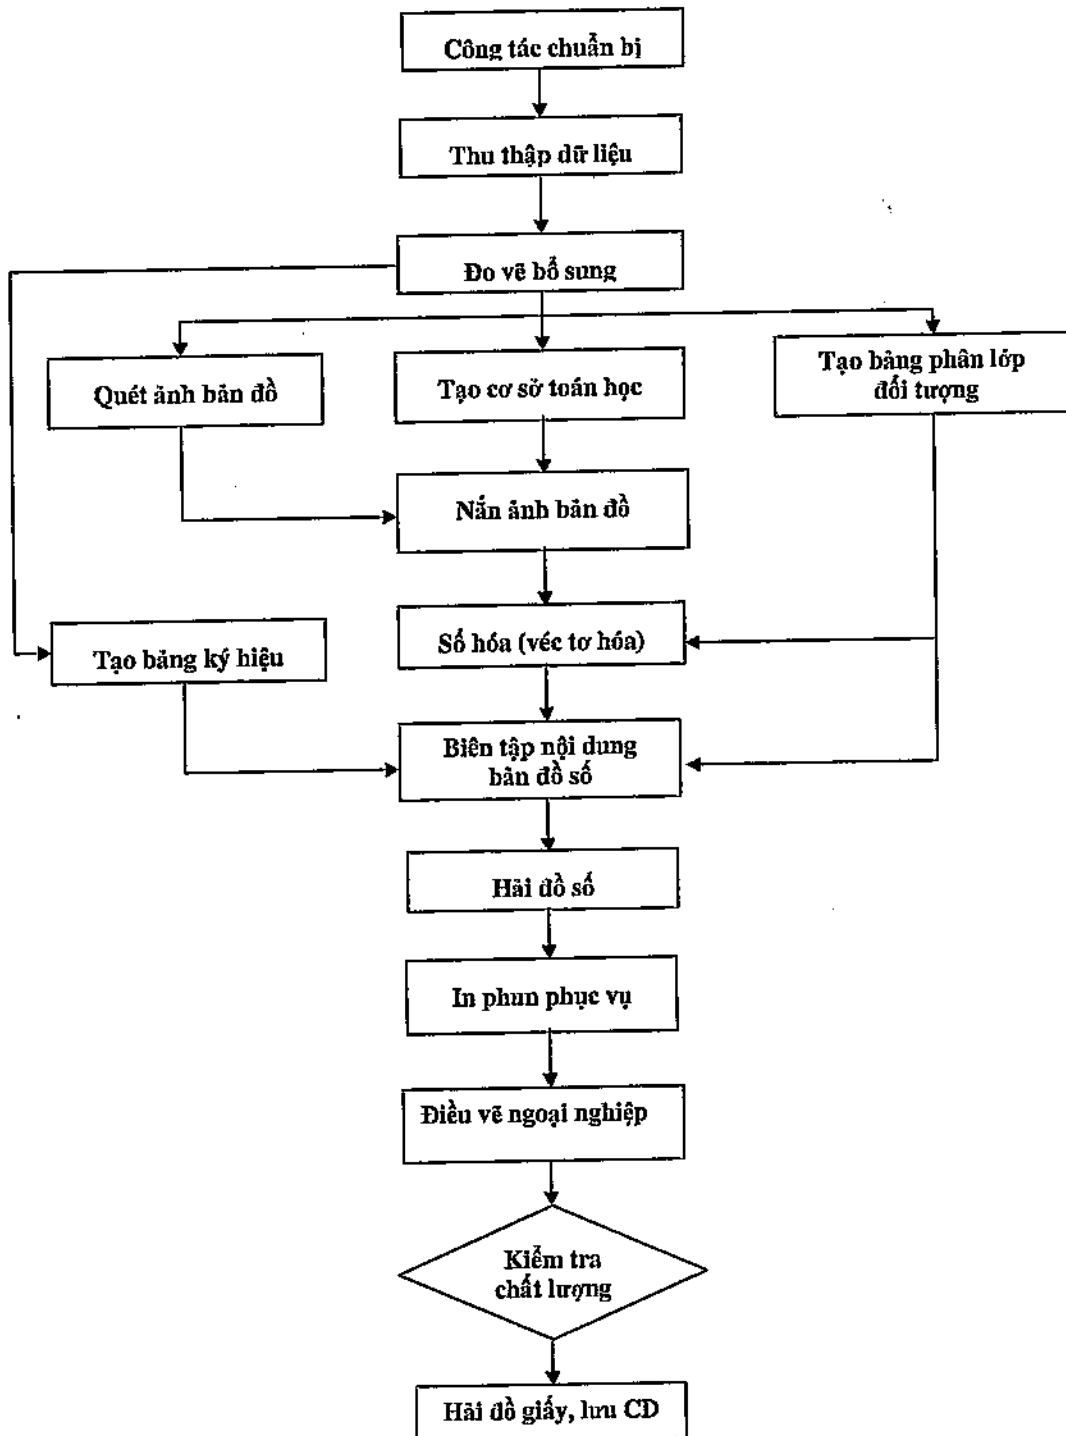 Công tác chuẩn bị
Thu thập dữ liệu
Đo vẽ bổ sung
Quét ảnh bản đồ
Tạo cơ sở toán học
Tạo bảng phân lớp
đối tượng
Nắn ảnh bản đồ
Số hóa (véc tơ hóa)
Tạo bảng ký hiệu
Biên tập nội dung
bản đồ số
Hải đồ số
In phun phục vụ
Điều vẽ ngoại nghiệp
Kiểm tra
chất lượng
Hải đồ giấy, lưu CD